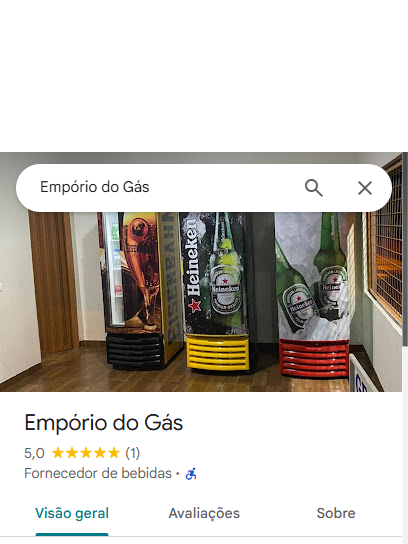 Empório do Gás
EISENBAHN
Heineken
Heineken
Heineken
Empório do Gás
5,0 ★★★★★ (1)
Fornecedor de bebidas ·
Visão geral
Avaliações
Sobre